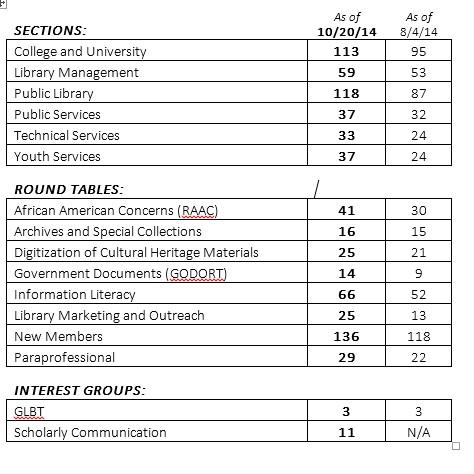 As of As of
SECTIONS: 10/20/14 8/4/14
College and University 113 95
Library Management 59 53
Public Library 118 87
Public Services 37 32
Technical Services 33 24
Youth Services 37 24
ROUND TABLES: /
African American Concerns (RAAC) 41 30
Archives and Special Collections 16 15
Digitization of Cultural Heritage Materials 25 21
Government Documents (GODORT) 14 9
Information Literacy 66 52
Library Marketing and Outreach 25 13
New Members 136 118
Paraprofessional 29 22
INTEREST GROUPS:
GLBT 3 3
Scholarly Communication 11 N/A